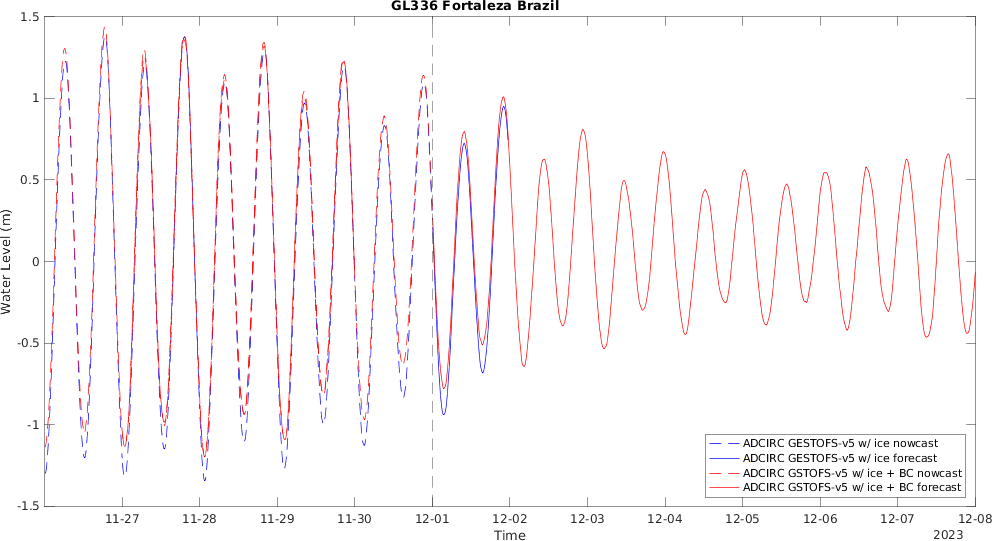 GL336 Fortaleza Brazil
Water Level (m)
1.5
1
0.5
0
-0.5
-1
-1.5
11-27 11-28 11-29 11-30 12-01 12-02 12-03 12-04 12-05 12-06 12-07 12-08
Time
2023
ADCIRC GESTOFS-v5 w/ ice nowcast
ADCIRC GESTOFS-v5 w/ ice forecast
ADCIRC GSTOFS-v5 w/ ice + BC nowcast
ADCIRC GSTOFS-v5 w/ ice + BC forecast